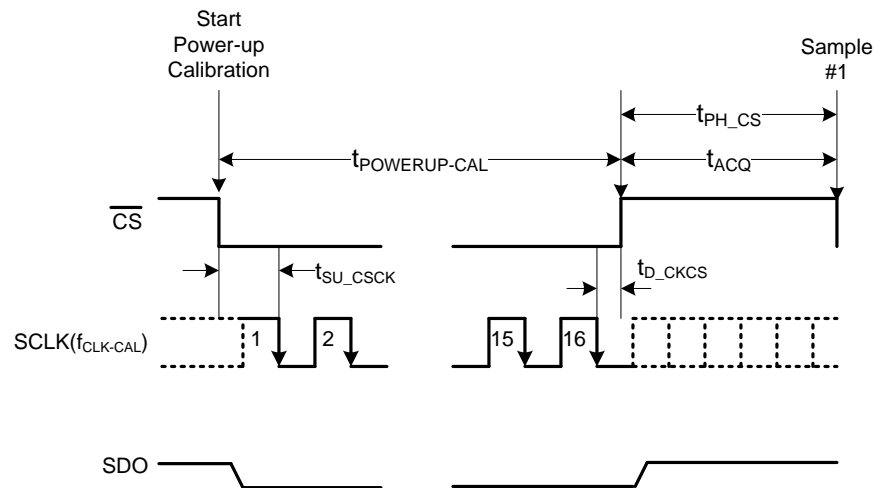 Start
Power-up
Calibration
Sample
#1
tPH_CS
tPOWERUP-CAL
tACQ
CS
tSU_CSCK
tD_CKCS
SCLK(fCLK-CAL)
1
2
15
16
SDO